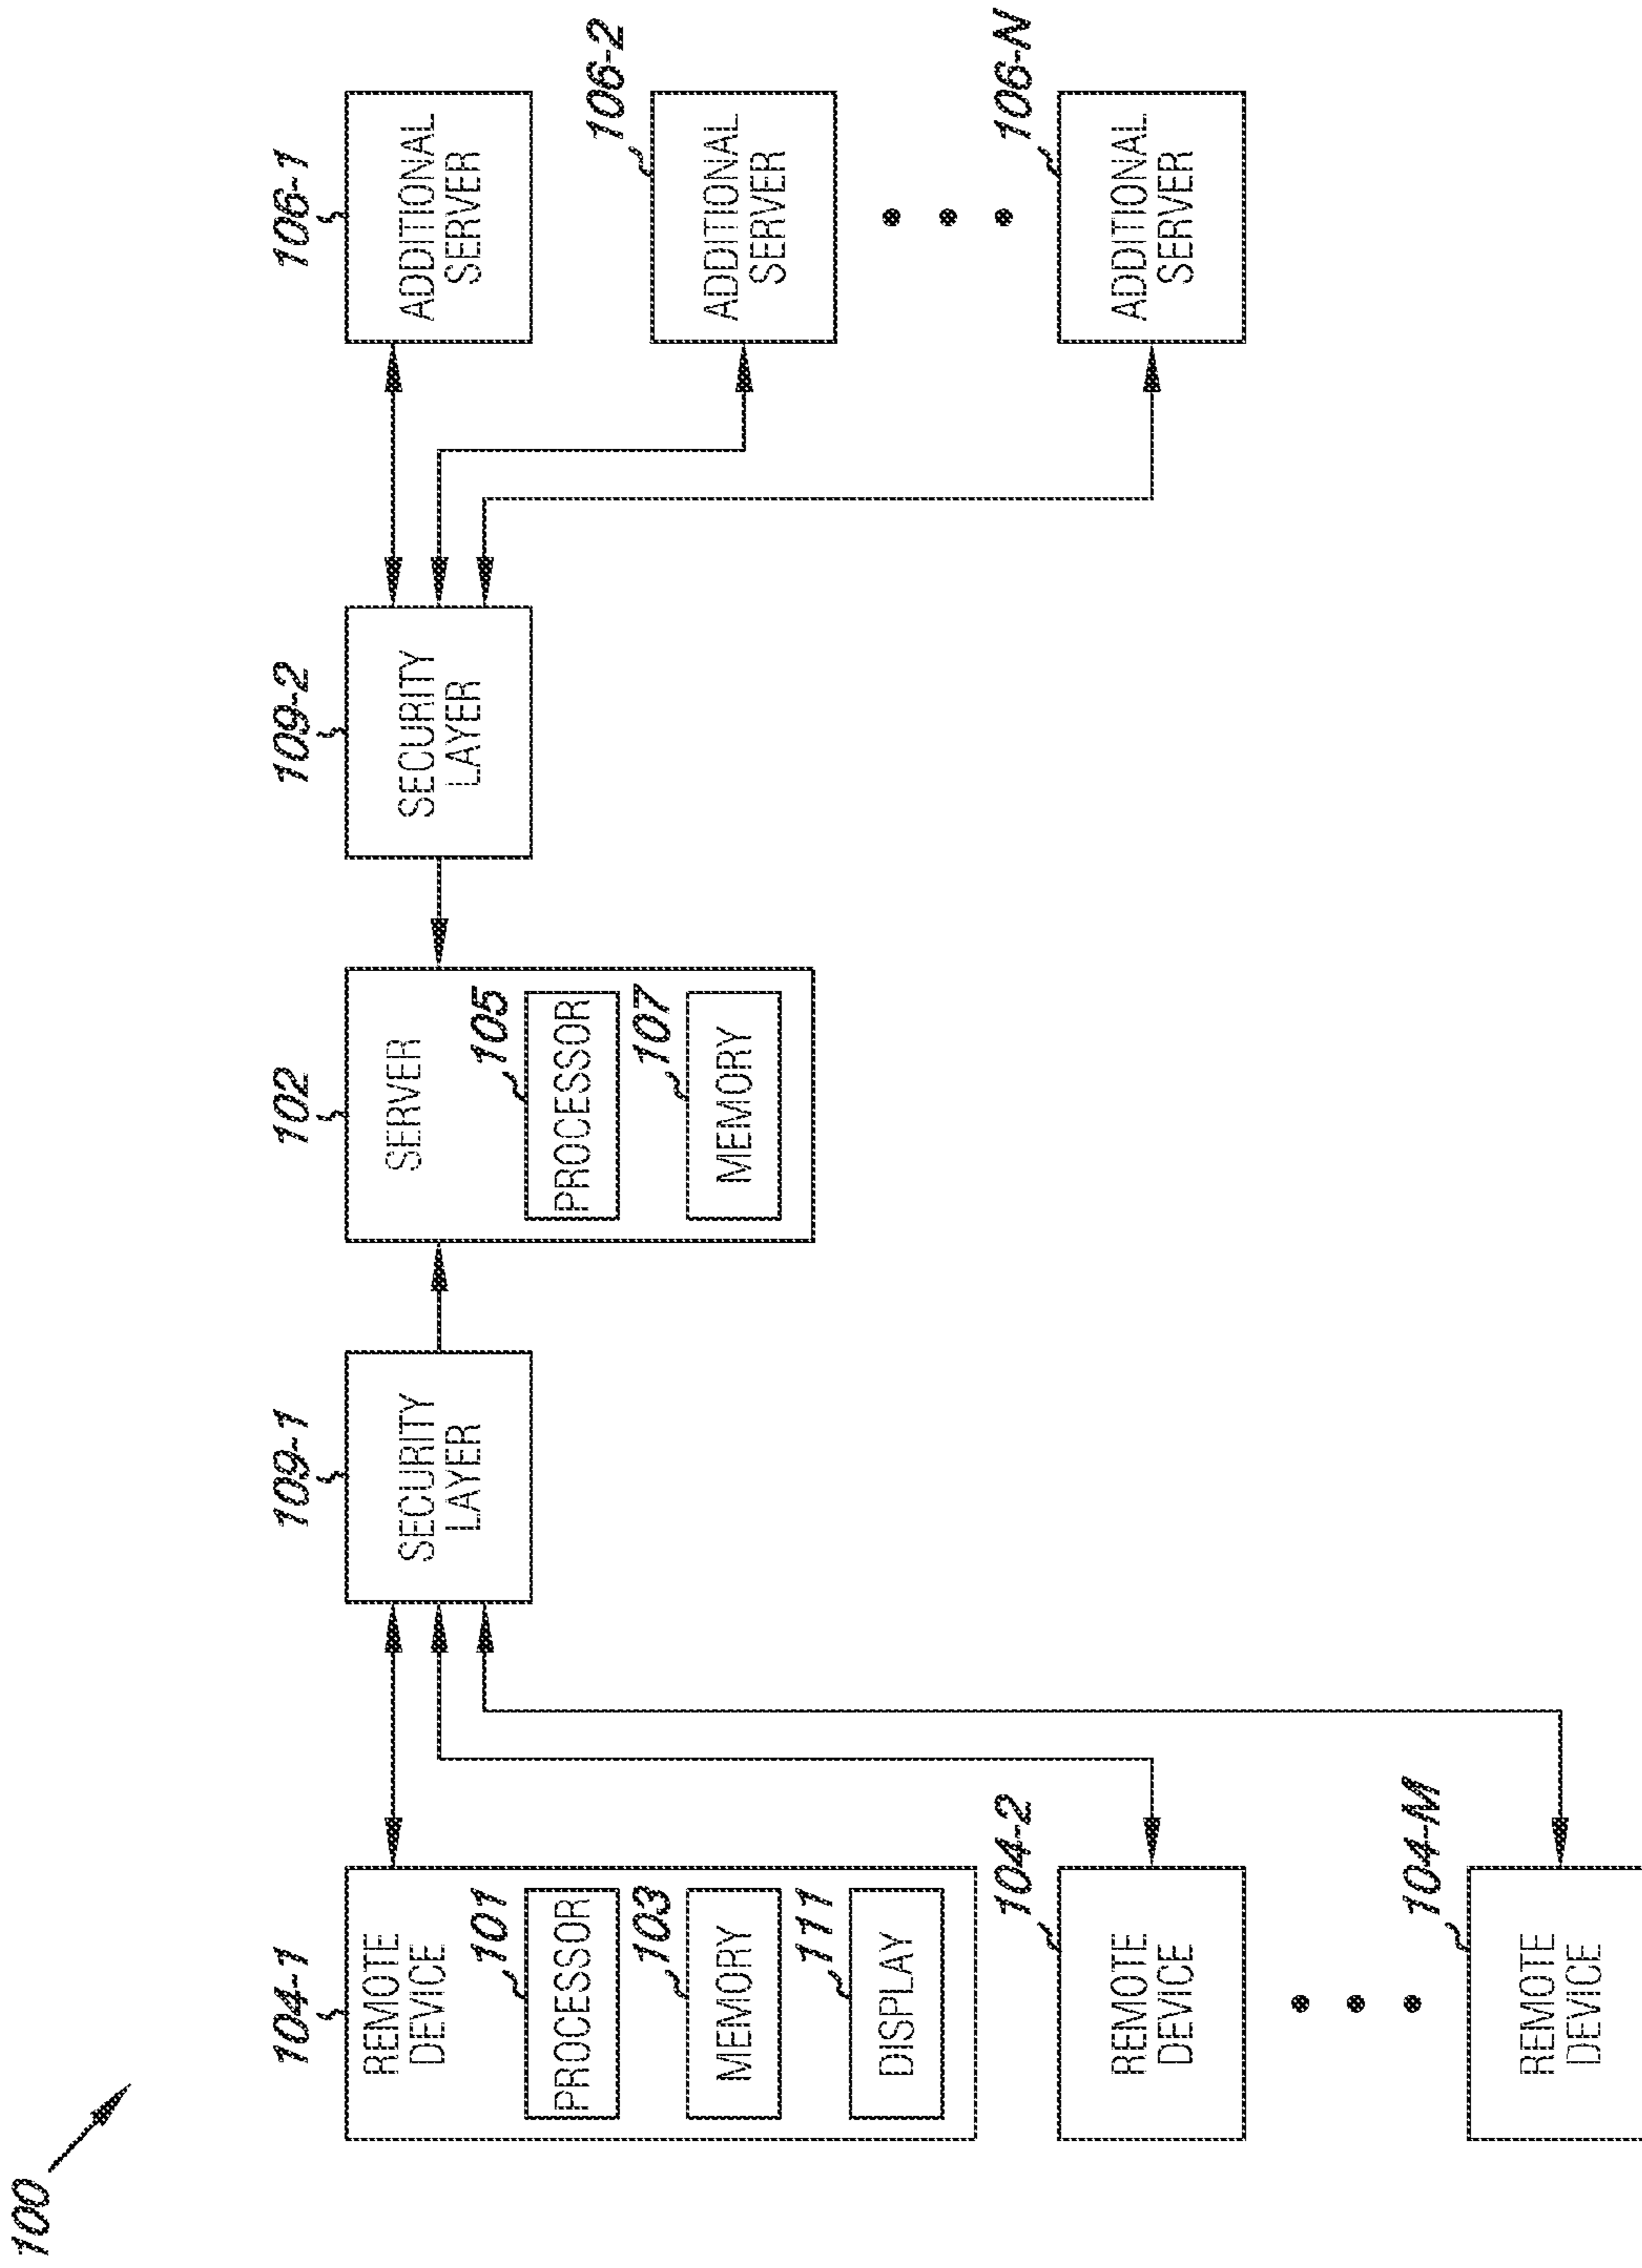 100
104-1
REMOTE
DEVICE
101
PROCESSOR
103
MEMORY
111
DISPLAY
104-2
REMOTE
DEVICE
104-M
REMOTE
DEVICE
109-1
SECURITY
LAYER
102
SERVER
105
PROCESSOR
107
MEMORY
109-2
SECURITY
LAYER
106-1
ADDITIONAL
SERVER
106-2
ADDITIONAL
SERVER
106-N
ADDITIONAL
SERVER